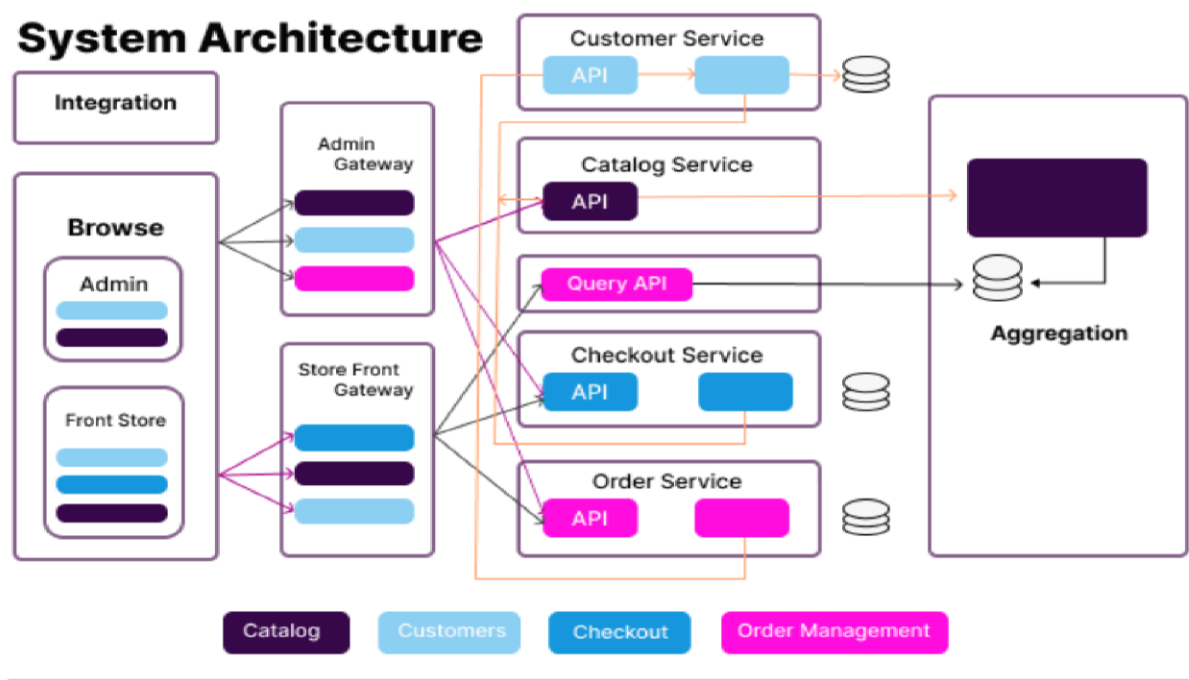 System Architecture
Integration
Browse
Admin
Front Store
Admin
Gateway
Store Front
Gateway
Customer Service
API
Catalog Service
API
Query API
Checkout Service
API
Order Service
API
Aggregation
Catalog
Customers
Checkout
Order Management